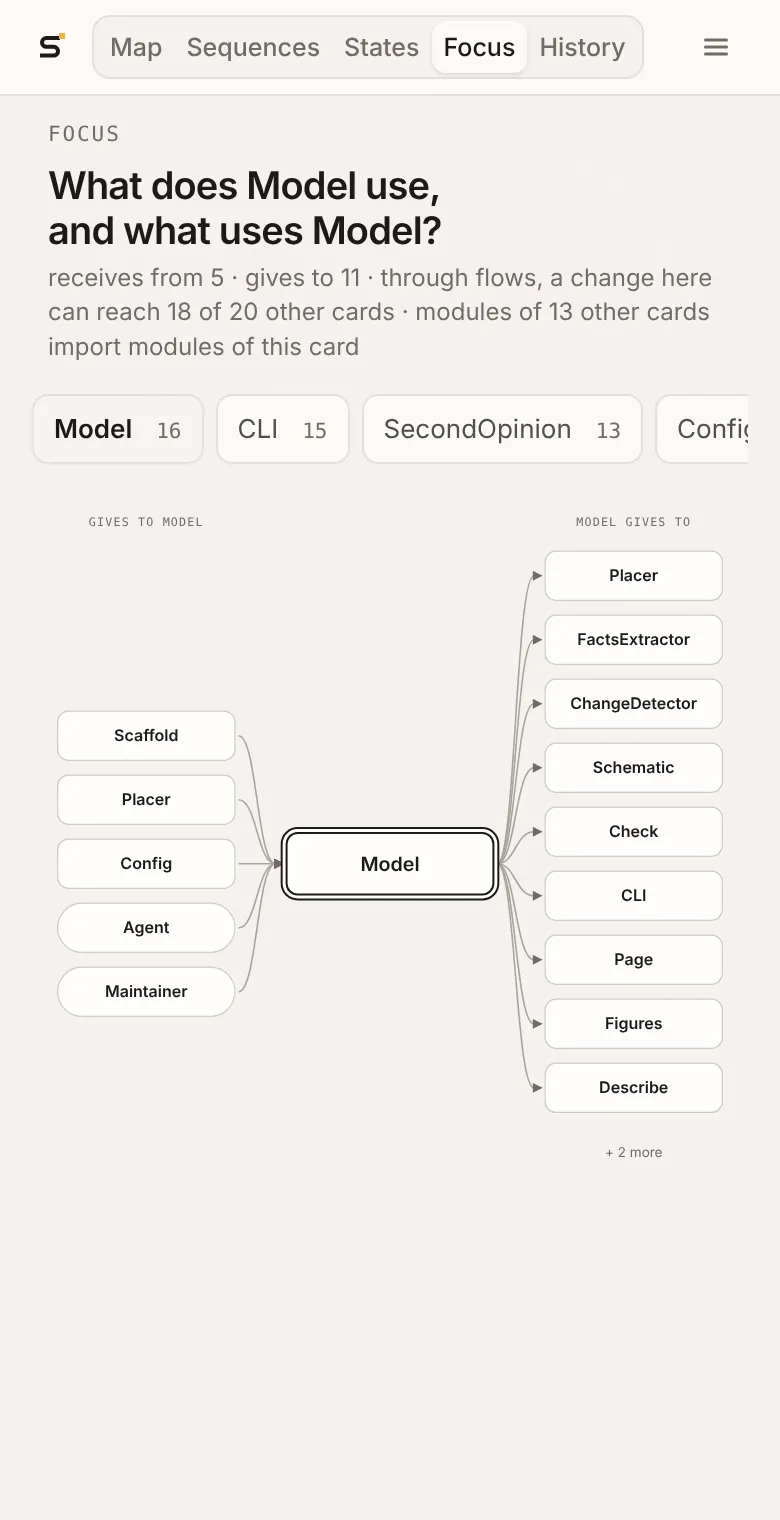 S
Map Sequences States Focus History
FOCUS
What does Model use,
and what uses Model?
receives from 5 · gives to 11 · through flows, a change here
can reach 18 of 20 other cards · modules of 13 other cards
import modules of this card
Model 16 CLI 15 SecondOpinion 13 Config
GIVES TO MODEL
Scaffold
Placer
Config
Agent
Maintainer
Model
MODEL GIVES TO
Placer
FactsExtractor
ChangeDetector
Schematic
Check
CLI
Page
Figures
Describe
+ 2 more